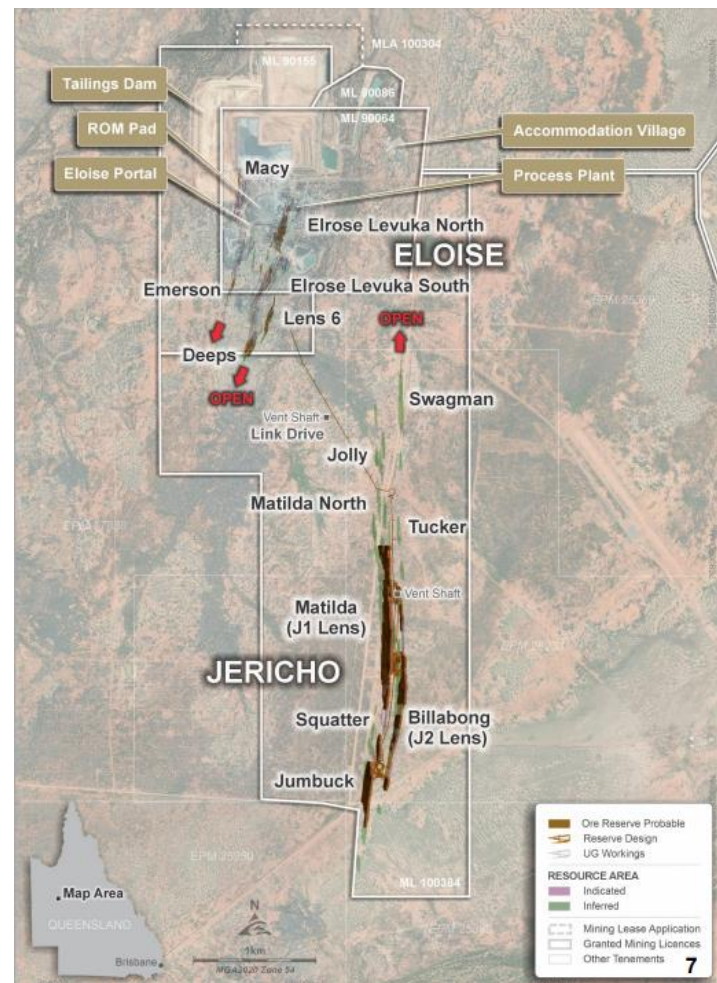 MLA 100304
ML 90155
Tailings Dam
ML 90086
ML 90064
ROM Pad
Accommodation Village
Macy
Eloise Portal
Process Plant
Elrose Levuka North
ELOISE
Emerson
Elrose Levuka South
Lens 6
OPEN
Deeps
OPEN
Swagman
Vent Shaft
Link Drive
Jolly
Matilda North
Tucker
Vent Shaft
Matilda
(J1 Lens)
JERICHO
Squatter
Billabong
(J2 Lens)
Jumbuck
ML 100384
Map Area
QUEENSLAND
Brisbane
N
1km
MGA2020 Zone 54
Ore Reserve Probable
Reserve Design
UG Workings
RESOURCE AREA
Indicated
Inferred
Mining Lease Application
Granted Mining Licences
Other Tenements
7